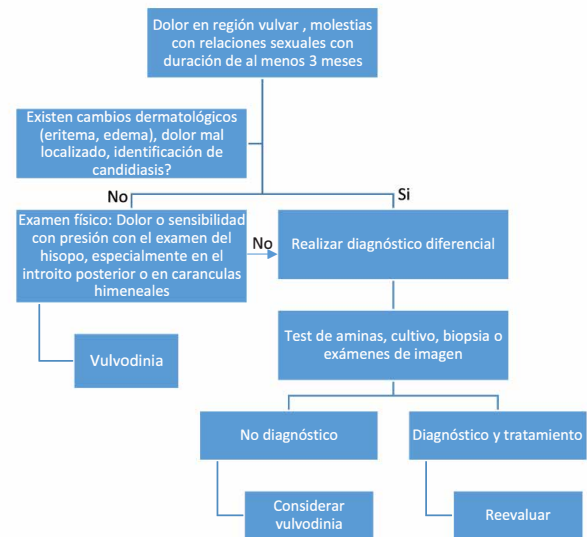 Dolor en región vulvar , molestias
con relaciones sexuales con
duración de al menos 3 meses
Existen cambios dermatológicos
(eritema, edema), dolor mal
localizado, identificación de
candidiasis?
No
Si
Examen físico: Dolor o sensibilidad
con presión con el examen del
hisopo, especialmente en el
introito posterior o en caranculas
himeneales
No
Realizar diagnóstico diferencial
Vulvodinia
Test de aminas, cultivo, biopsia o
exámenes de imagen
No diagnóstico
Diagnóstico y tratamiento
Considerar
vulvodinia
Reevaluar